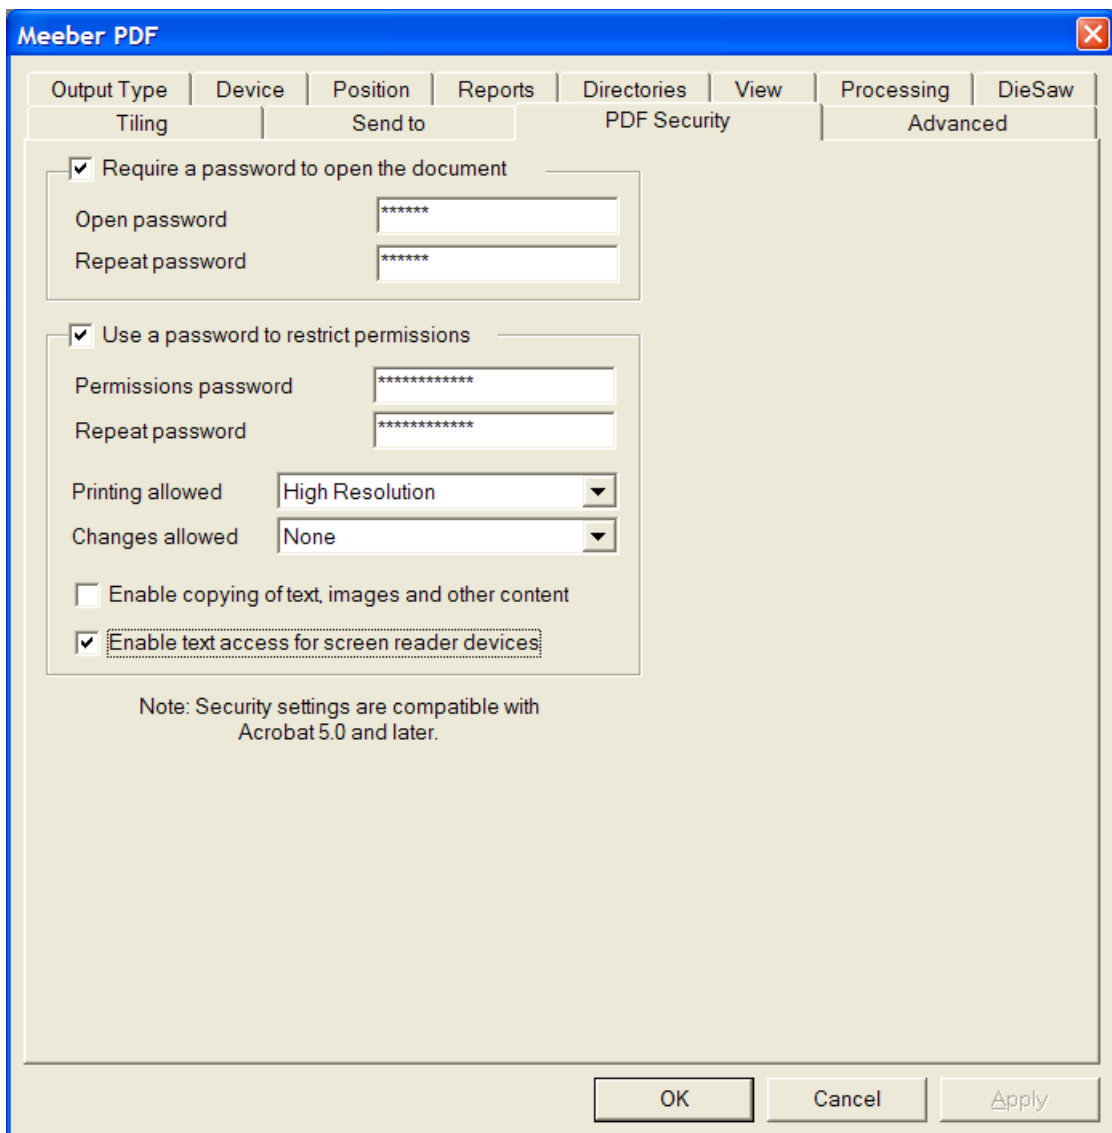 Meeber PDF
Output Type Device Position Reports Directories View Processing DieSaw
Tiling Send to PDF Security Advanced
Require a password to open the document
Open password ******
Repeat password ******
Use a password to restrict permissions
Permissions password ************
Repeat password ************
Printing allowed High Resolution
Changes allowed None
Enable copying of text, images and other content
Enable text access for screen reader devices
Note: Security settings are compatible with
Acrobat 5.0 and later.
OK Cancel Apply